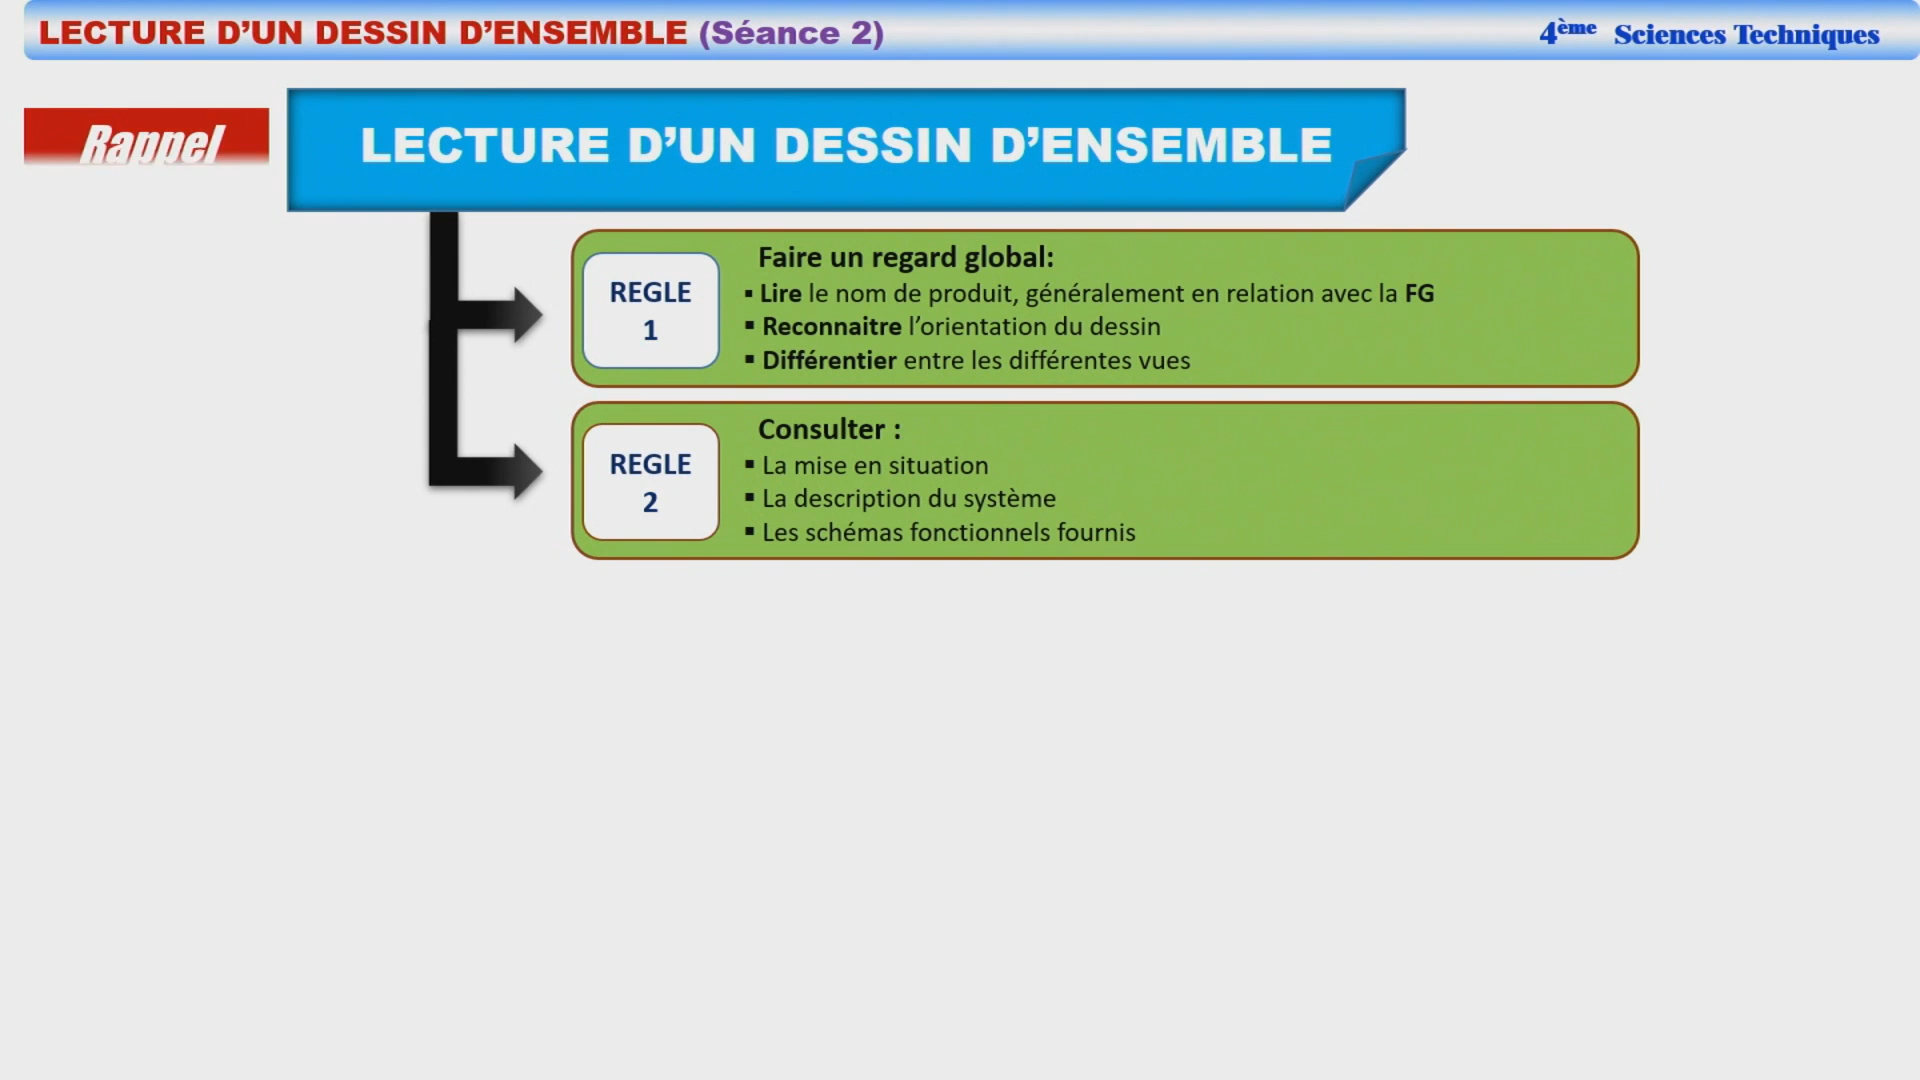 LECTURE D’UN DESSIN D’ENSEMBLE (Séance 2)
4ème Sciences Techniques
Rappel
LECTURE D’UN DESSIN D’ENSEMBLE
REGLE
1
Faire un regard global:
▪ Lire le nom de produit, généralement en relation avec la FG
▪ Reconnaitre l’orientation du dessin
▪ Différentier entre les différentes vues
REGLE
2
Consulter :
▪ La mise en situation
▪ La description du système
▪ Les schémas fonctionnels fournis